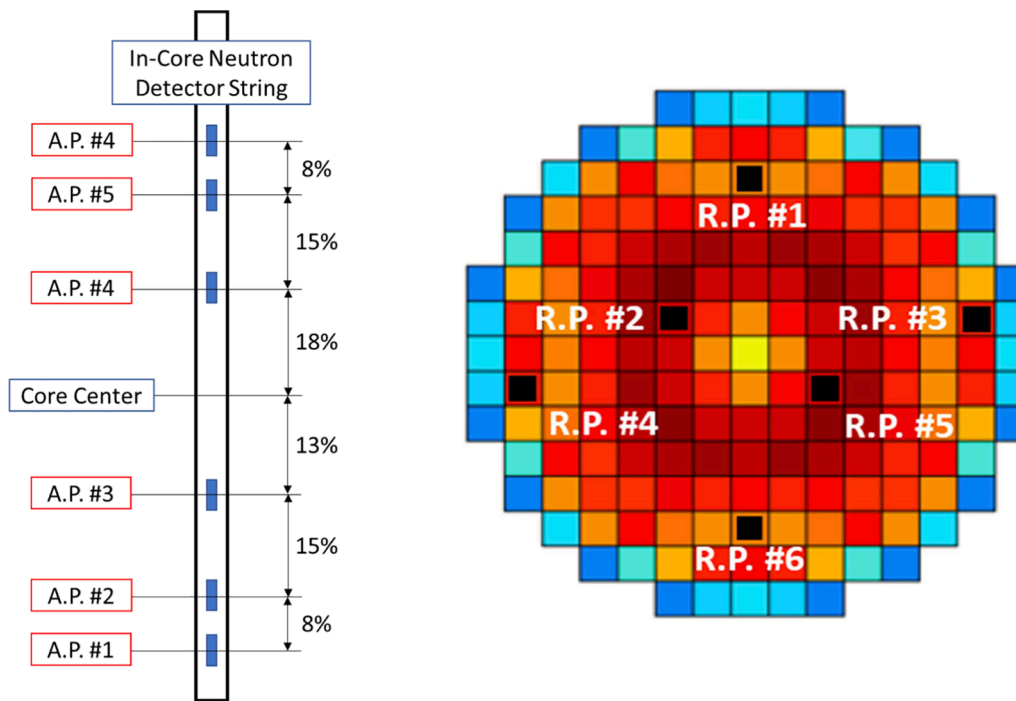 In-Core Neutron
Detector String
A.P. #4
8%
A.P. #5
15%
A.P. #4
18%
Core Center
13%
A.P. #3
15%
A.P. #2
8%
A.P. #1
R.P. #1
R.P. #2
R.P. #3
R.P. #4
R.P. #5
R.P. #6